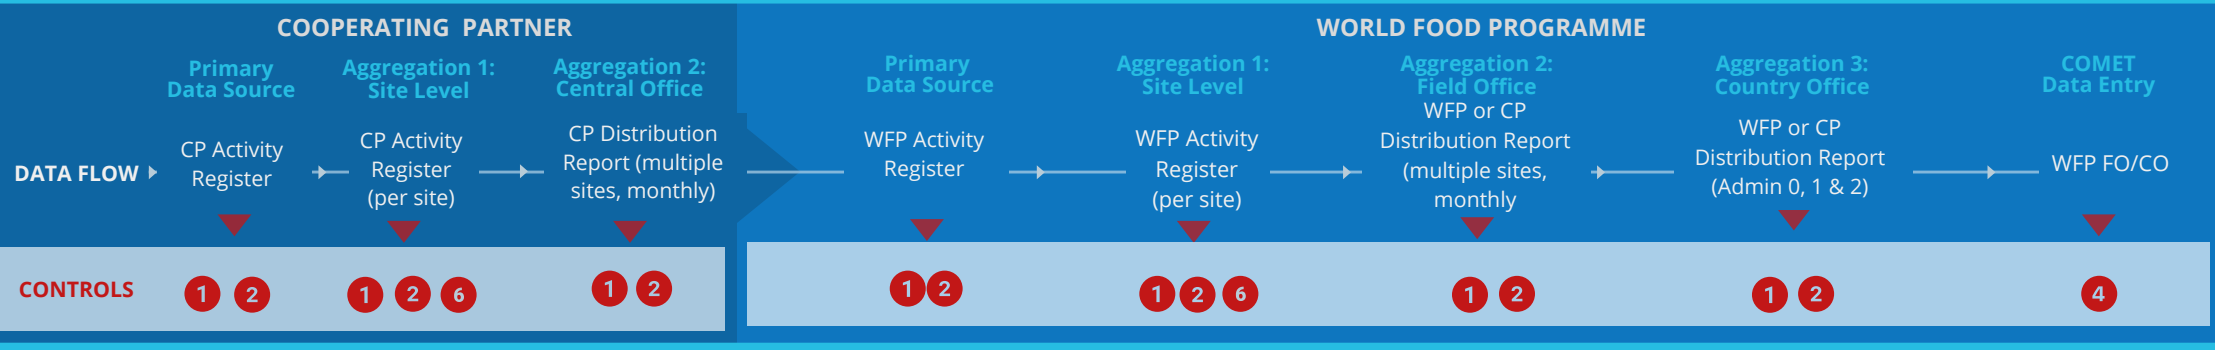 COOPERATING PARTNER
WORLD FOOD PROGRAMME
Primary
Data Source
Aggregation 1:
Site Level
Aggregation 2:
Central Office
Primary
Data Source
Aggregation 1:
Site Level
Aggregation 2:
Field Office
Aggregation 3:
Country Office
COMET
Data Entry
DATA FLOW
CP Activity
Register
CP Activity
Register
(per site)
CP Distribution
Report (multiple
sites, monthly)
WFP Activity
Register
WFP Activity
Register
(per site)
WFP or CP
Distribution Report
(multiple sites,
monthly
WFP or CP
Distribution Report
(Admin 0, 1 & 2)
WFP FO/CO
CONTROLS
1 2
1 2 6
1 2
1 2
1 2 6
1 2
1 2
4